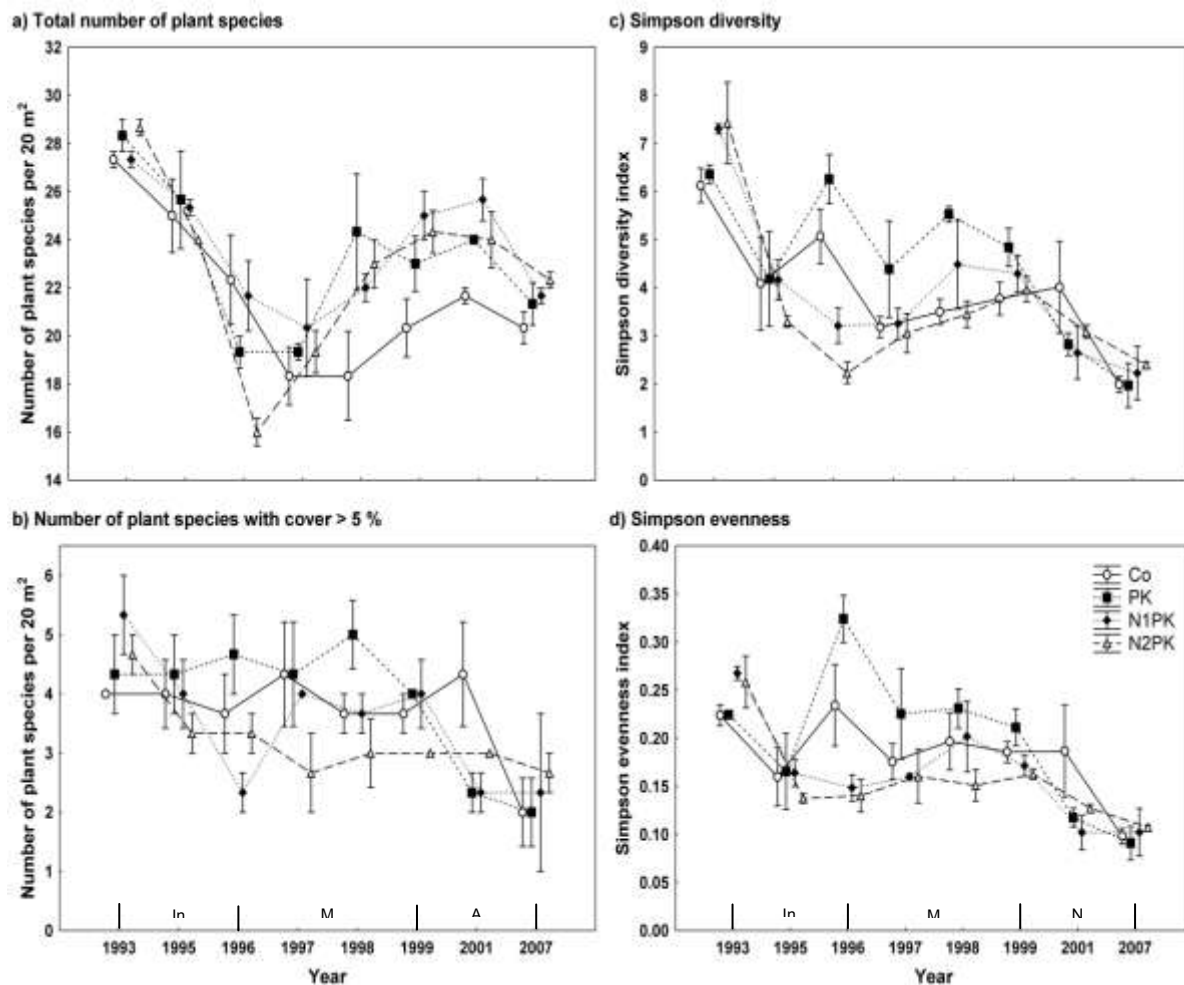 a) Total number of plant species
Number of plant species per 20 m²
32
30
28
26
24
22
20
18
16
14
b) Number of plant species with cover > 5 %
Number of plant species per 20 m²
6
5
4
3
2
1
0
In
M
A
1993
1995
1996
1997
1998
1999
2001
2007
Year
c) Simpson diversity
Simpson diversity index
9
8
7
6
5
4
3
2
1
0
d) Simpson evenness
Simpson evenness index
0.40
0.35
0.30
0.25
0.20
0.15
0.10
0.05
0.00
Co
PK
N1PK
N2PK
In
M
N
1993
1995
1996
1997
1998
1999
2001
2007
Year